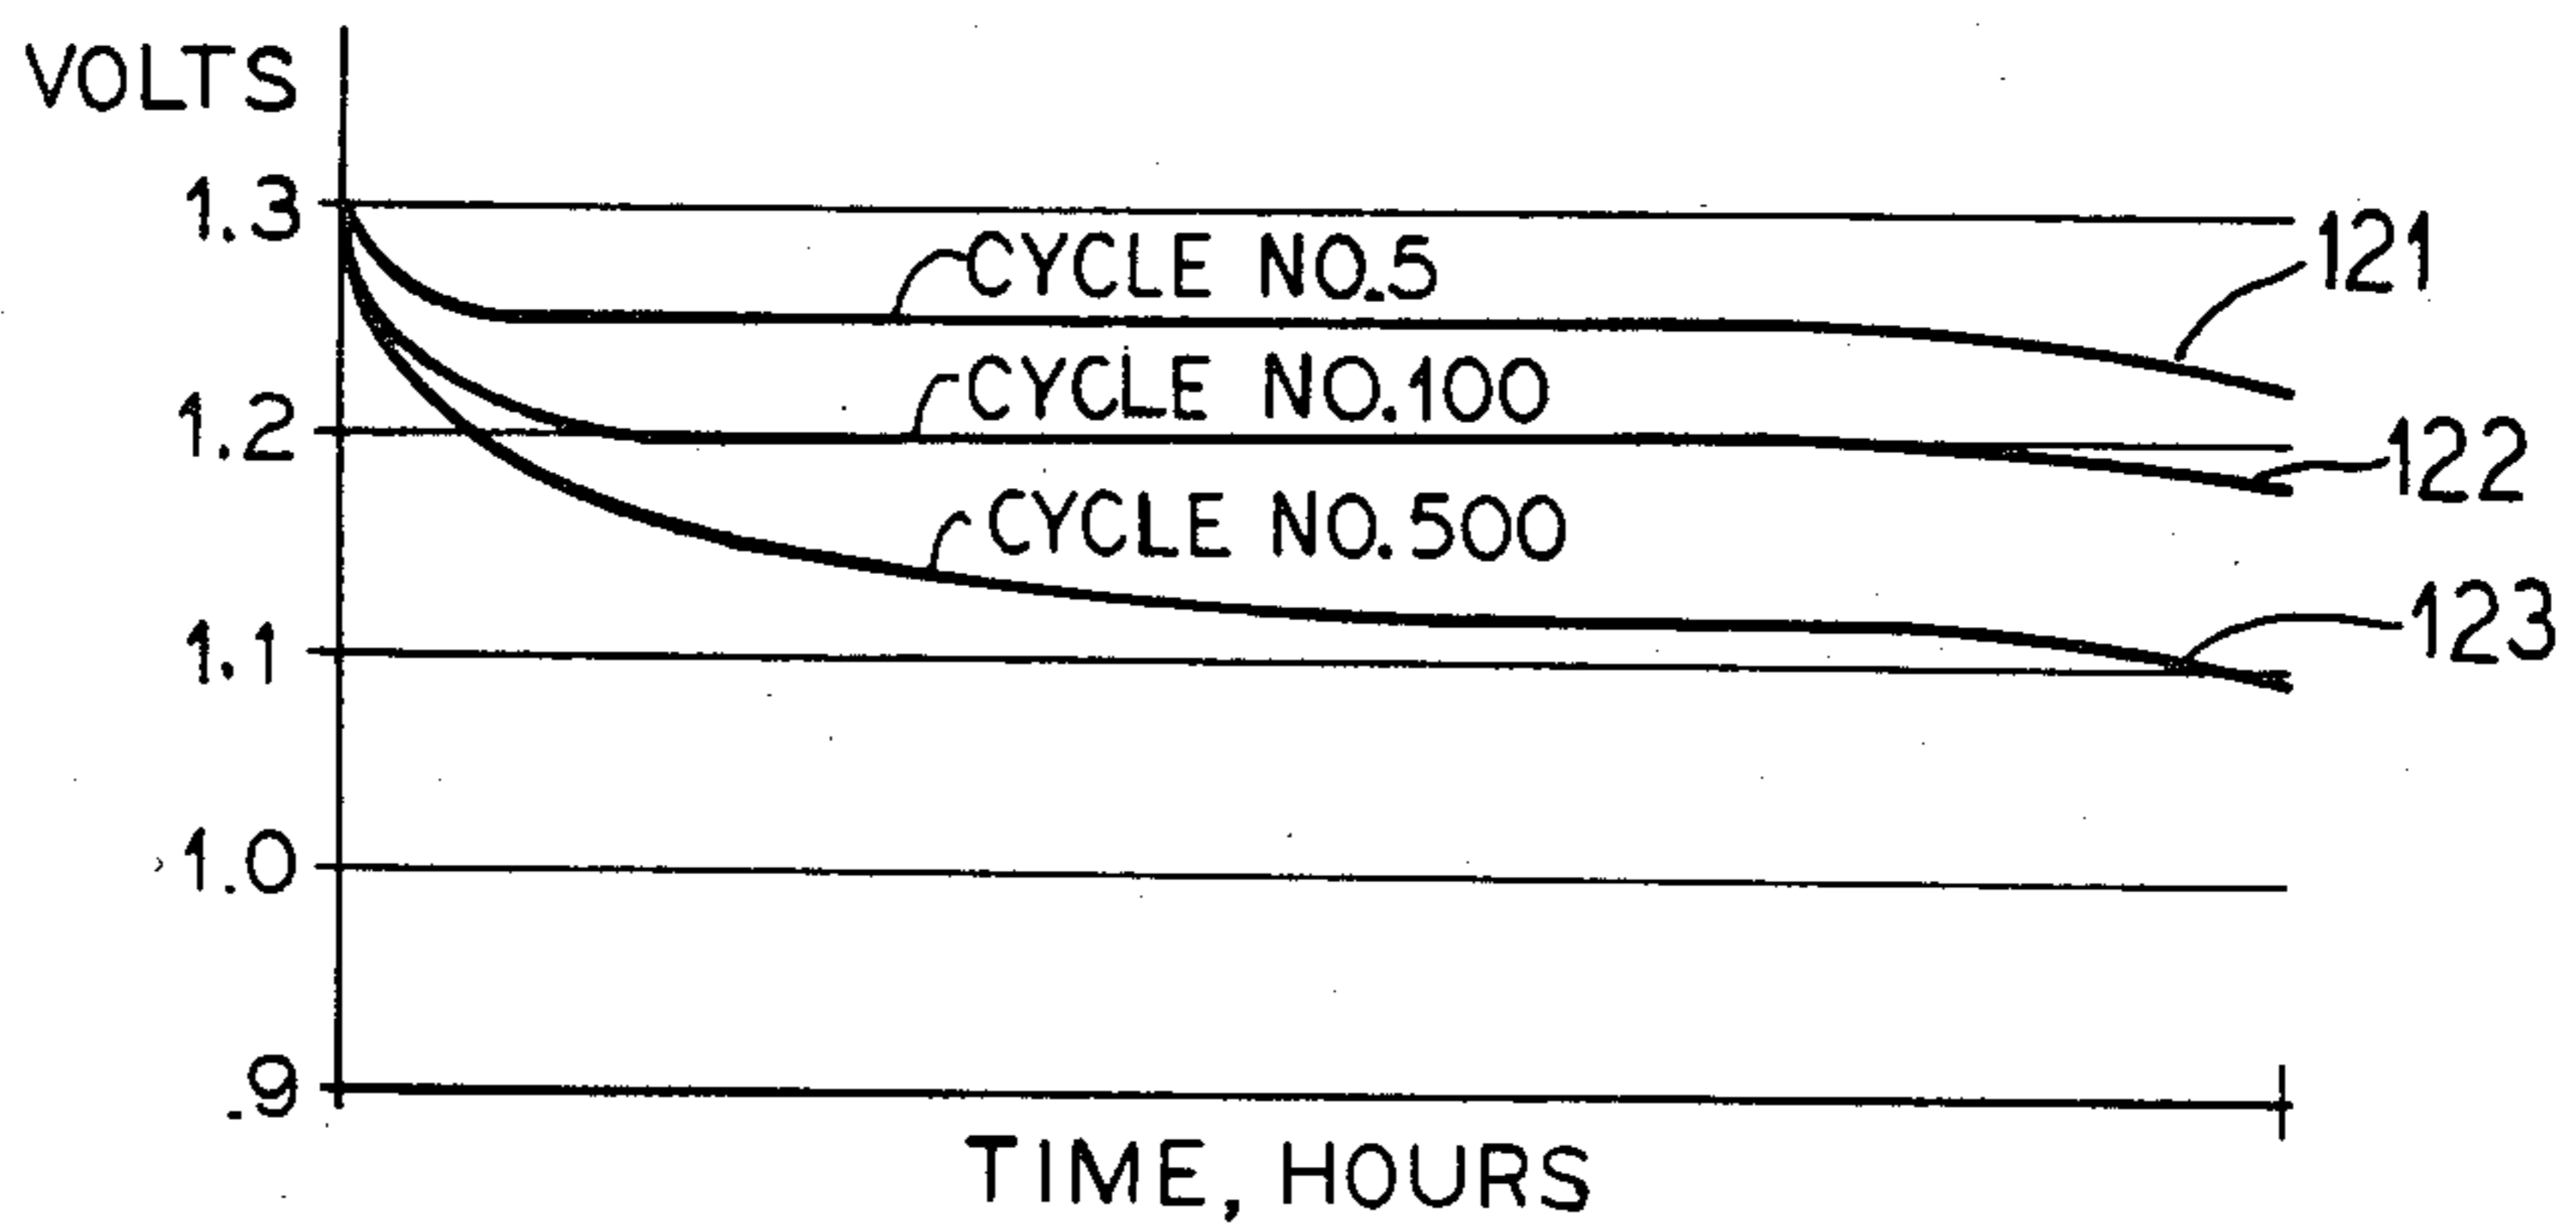 VOLTS
1.3
CYCLE NO.5
121
CYCLE NO.100
1.2
122
CYCLE NO.500
1.1
123
1.0
.9
TIME, HOURS